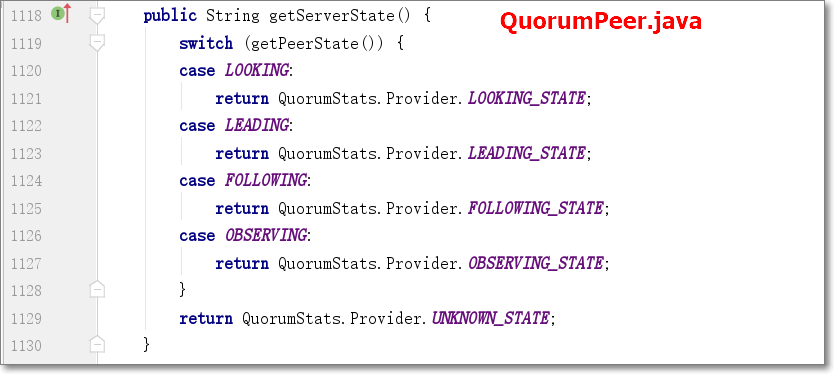 1118 public String getServerState() { QuorumPeer.java
1119 switch (getPeerState()) {
1120 case LOOKING:
1121 return QuorumStats.Provider.LOOKING_STATE;
1122 case LEADING:
1123 return QuorumStats.Provider.LEADING_STATE;
1124 case FOLLOWING:
1125 return QuorumStats.Provider.FOLLOWING_STATE;
1126 case OBSERVING:
1127 return QuorumStats.Provider.OBSERVING_STATE;
1128 }
1129 return QuorumStats.Provider.UNKNOWN_STATE;
1130 }